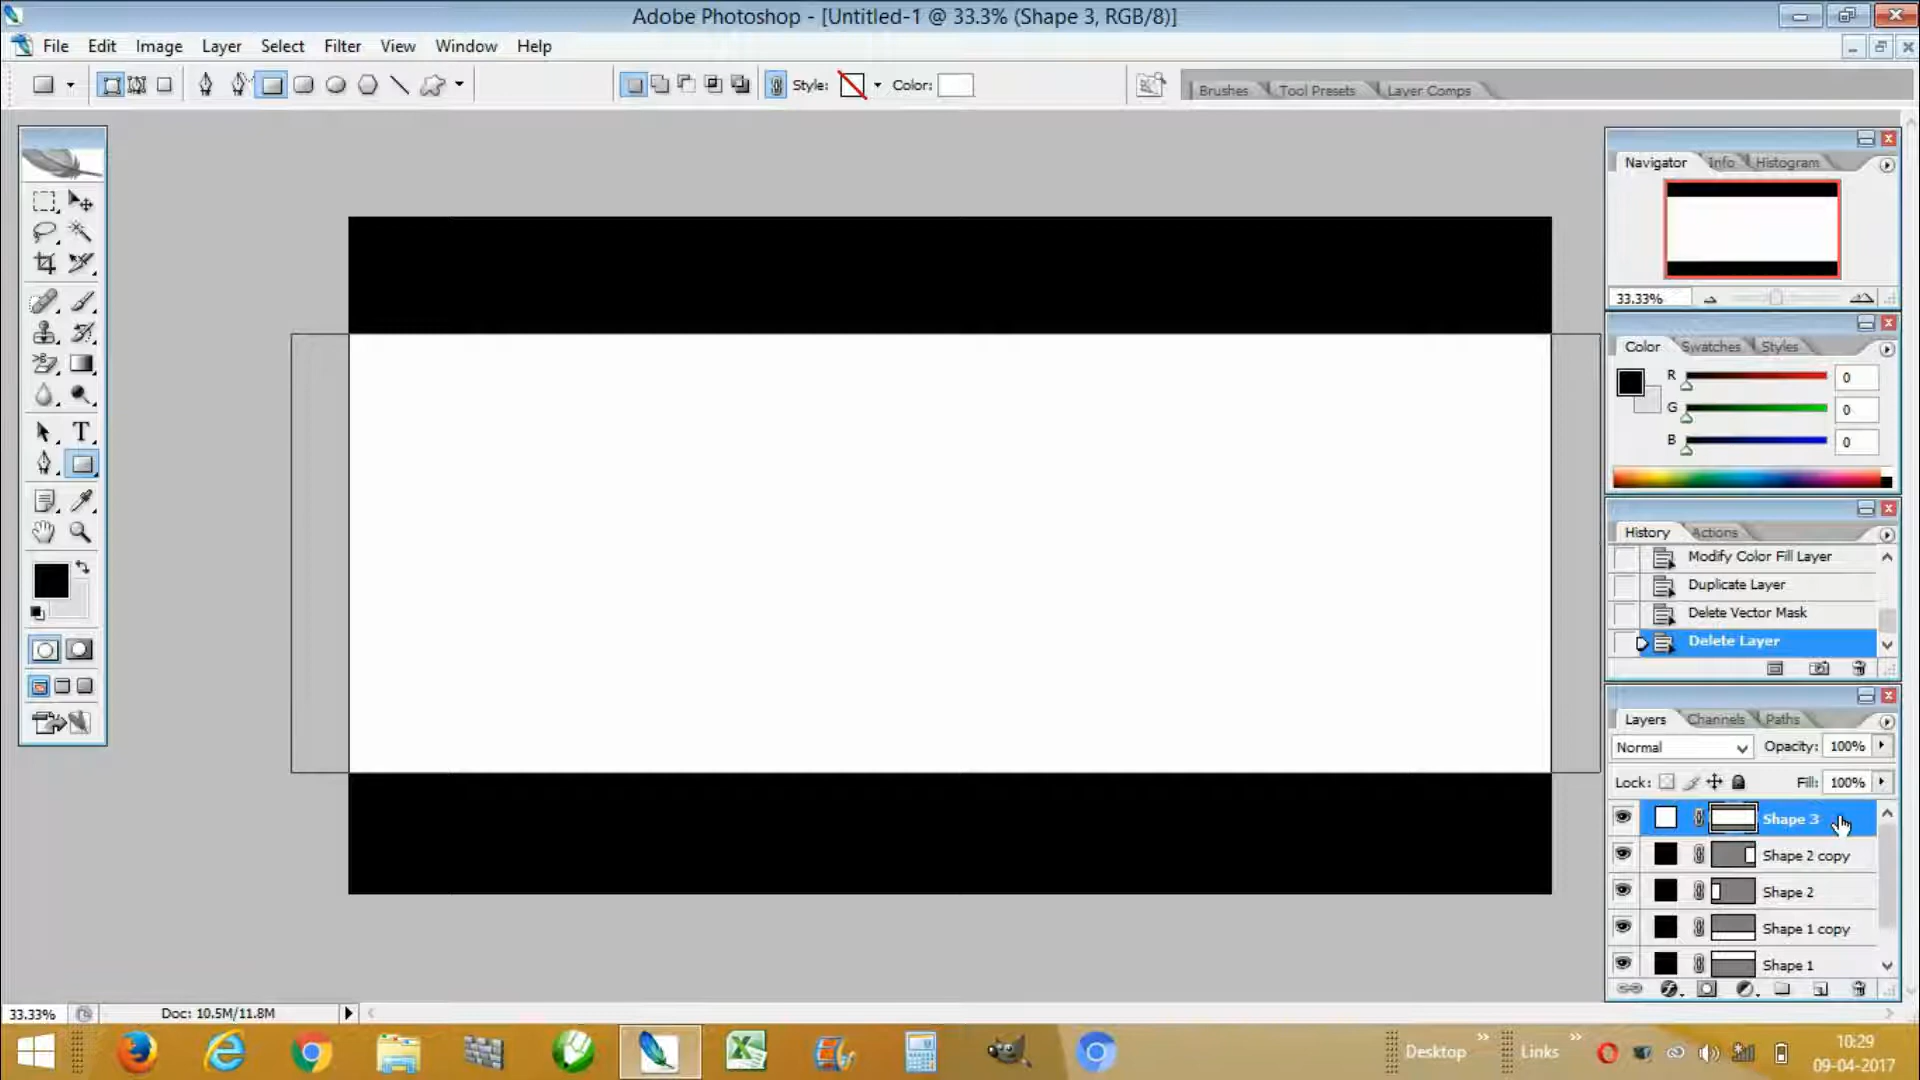 Adobe Photoshop - [Untitled-1 @ 33.3% (Shape 3, RGB/8)]
File Edit Image Layer Select Filter View Window Help
Style: Color: Brushes Tool Presets Layer Comps
Navigator Info Histogram
33.33%
Color Swatches Styles
R 0
G 0
B 0
History Actions
Modify Color Fill Layer
Duplicate Layer
Delete Vector Mask
Delete Layer
Layers Channels Paths
Normal Opacity: 100%
Lock: Fill: 100%
Shape 3
Shape 2 copy
Shape 2
Shape 1 copy
Shape 1
33.33% Doc: 10.5M/11.8M
Desktop Links
10:29
09-04-2017